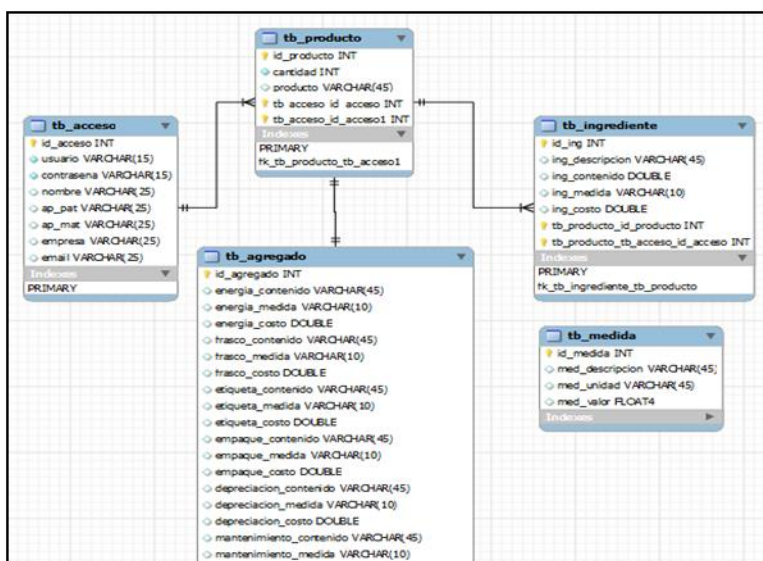 tb_producto
id_producto INT
cantidad INT
producto VARCHAR(45)
tb_acceso_id_acceso INT
tb_acceso_id_acceso1 INT
Indexes
PRIMARY
fk_tb_producto_tb_acceso1
tb_acceso
id_acceso INT
usuario VARCHAR(15)
contrasena VARCHAR(15)
nombre VARCHAR(25)
ap_pat VARCHAR(25)
ap_mat VARCHAR(25)
empresa VARCHAR(25)
email VARCHAR(25)
Indexes
PRIMARY
tb_ingrediente
id_ing INT
ing_descripcion VARCHAR(45)
ing_contenido DOUBLE
ing_medida VARCHAR(10)
ing_costo DOUBLE
tb_producto_id_producto INT
tb_producto_tb_acceso_id_acceso INT
Indexes
PRIMARY
fk_tb_ingrediente_tb_producto
tb_agregado
id_agregado INT
energia_contenido VARCHAR(45)
energia_medida VARCHAR(10)
energia_costo DOUBLE
frasco_contenido VARCHAR(45)
frasco_medida VARCHAR(10)
frasco_costo DOUBLE
etiqueta_contenido VARCHAR(45)
etiqueta_medida VARCHAR(10)
etiqueta_costo DOUBLE
empaque_contenido VARCHAR(45)
empaque_medida VARCHAR(10)
empaque_costo DOUBLE
depreciacion_contenido VARCHAR(45)
depreciacion_medida VARCHAR(10)
depreciacion_costo DOUBLE
mantenimiento_contenido VARCHAR(45)
mantenimiento_medida VARCHAR(10)
tb_medida
id_medida INT
med_descripcion VARCHAR(45)
med_unidad VARCHAR(45)
med_valor FLOAT4
Indexes